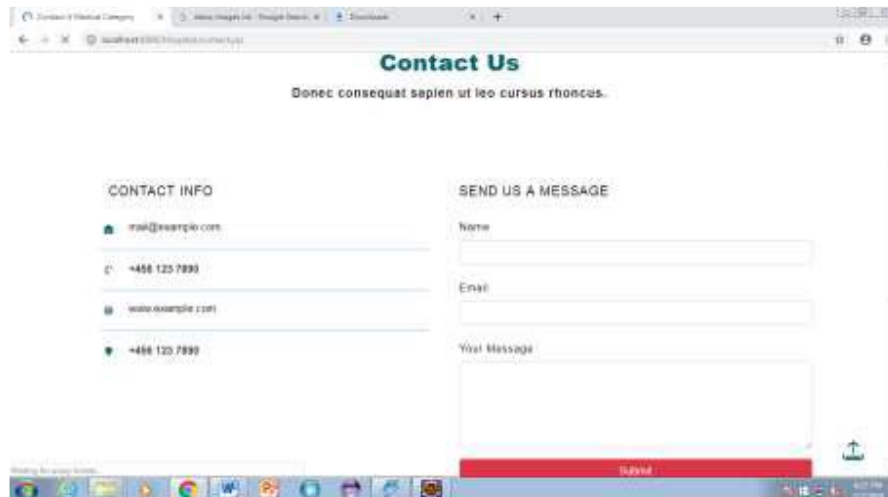 Contact Us
Donec consequat sapien ut leo cursus rhoncus.
CONTACT INFO
mail@example.com
+456 123 7890
www.example.com
+456 123 7890
SEND US A MESSAGE
Name
Email
Your Message
Submit